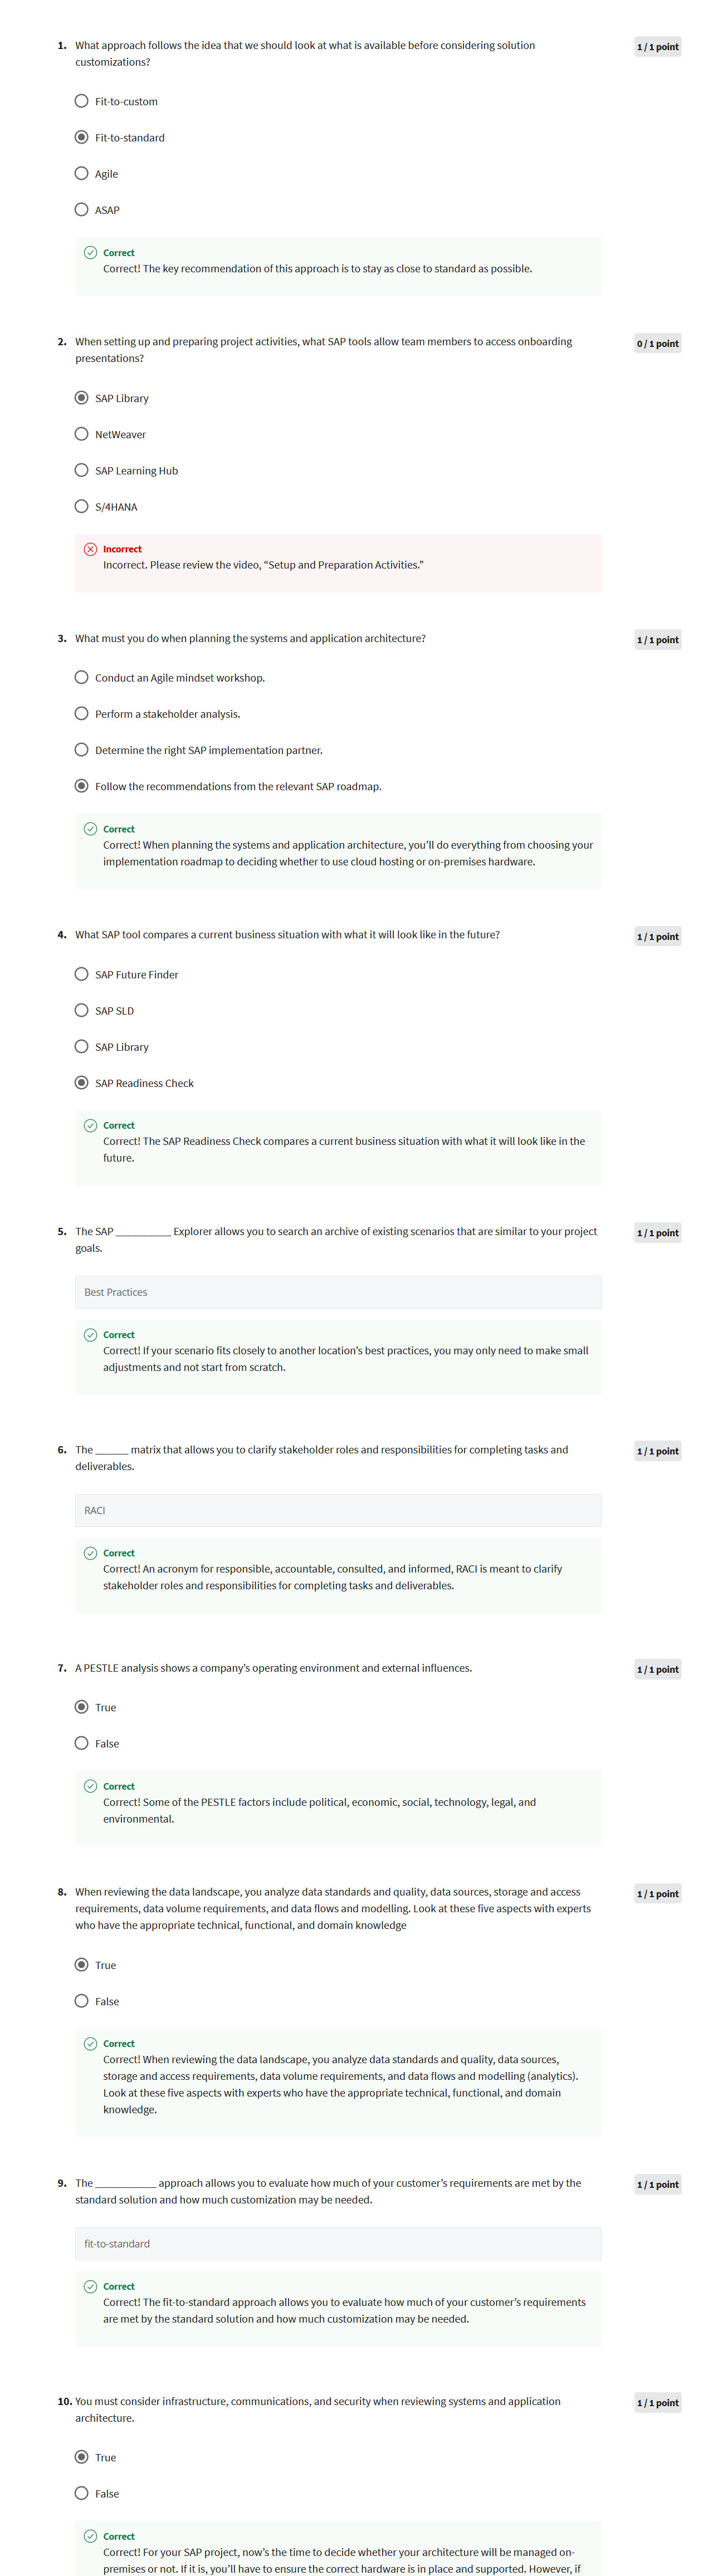 1. What approach follows the idea that we should look at what is available before considering solution
customizations?
1 / 1 point
Fit-to-custom
Fit-to-standard
Agile
ASAP
Correct
Correct! The key recommendation of this approach is to stay as close to standard as possible.
2. When setting up and preparing project activities, what SAP tools allow team members to access onboarding
presentations?
0 / 1 point
SAP Library
NetWeaver
SAP Learning Hub
S/4HANA
Incorrect
Incorrect. Please review the video, “Setup and Preparation Activities.”
3. What must you do when planning the systems and application architecture?
1 / 1 point
Conduct an Agile mindset workshop.
Perform a stakeholder analysis.
Determine the right SAP implementation partner.
Follow the recommendations from the relevant SAP roadmap.
Correct
Correct! When planning the systems and application architecture, you’ll do everything from choosing your
implementation roadmap to deciding whether to use cloud hosting or on-premises hardware.
4. What SAP tool compares a current business situation with what it will look like in the future?
1 / 1 point
SAP Future Finder
SAP SLD
SAP Library
SAP Readiness Check
Correct
Correct! The SAP Readiness Check compares a current business situation with what it will look like in the
future.
5. The SAP __________ Explorer allows you to search an archive of existing scenarios that are similar to your project
goals.
1 / 1 point
Best Practices
Correct
Correct! If your scenario fits closely to another location's best practices, you may only need to make small
adjustments and not start from scratch.
6. The ______ matrix that allows you to clarify stakeholder roles and responsibilities for completing tasks and
deliverables.
1 / 1 point
RACI
Correct
Correct! An acronym for responsible, accountable, consulted, and informed, RACI is meant to clarify
stakeholder roles and responsibilities for completing tasks and deliverables.
7. A PESTLE analysis shows a company’s operating environment and external influences.
1 / 1 point
True
False
Correct
Correct! Some of the PESTLE factors include political, economic, social, technology, legal, and
environmental.
8. When reviewing the data landscape, you analyze data standards and quality, data sources, storage and access
requirements, data volume requirements, and data flows and modelling. Look at these five aspects with experts
who have the appropriate technical, functional, and domain knowledge
1 / 1 point
True
False
Correct
Correct! When reviewing the data landscape, you analyze data standards and quality, data sources,
storage and access requirements, data volume requirements, and data flows and modelling (analytics).
Look at these five aspects with experts who have the appropriate technical, functional, and domain
knowledge.
9. The ___________ approach allows you to evaluate how much of your customer’s requirements are met by the
standard solution and how much customization may be needed.
1 / 1 point
fit-to-standard
Correct
Correct! The fit-to-standard approach allows you to evaluate how much of your customer’s requirements
are met by the standard solution and how much customization may be needed.
10. You must consider infrastructure, communications, and security when reviewing systems and application
architecture.
1 / 1 point
True
False
Correct
Correct! For your SAP project, now’s the time to decide whether your architecture will be managed on-
premises or not. If it is, you’ll have to ensure the correct hardware is in place and supported. However, if